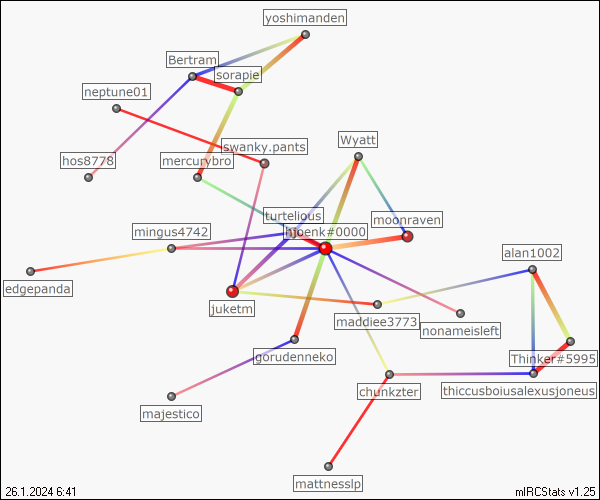 yoshimanden
Bertram
sorapie
neptune01
Wyatt
swanky.pants
hos8778
mercurybro
turtelious
moonraven
mingus4742
hjoenk#0000
alan1002
edgepanda
juketm
maddiee3773
nonameisleft
gorudenneko
Thinker#5995
chunkzter
thiccusboiusalexusjoneus
majestico
mattnesslp
26.1.2024 6:41
mIRCStats v1.25